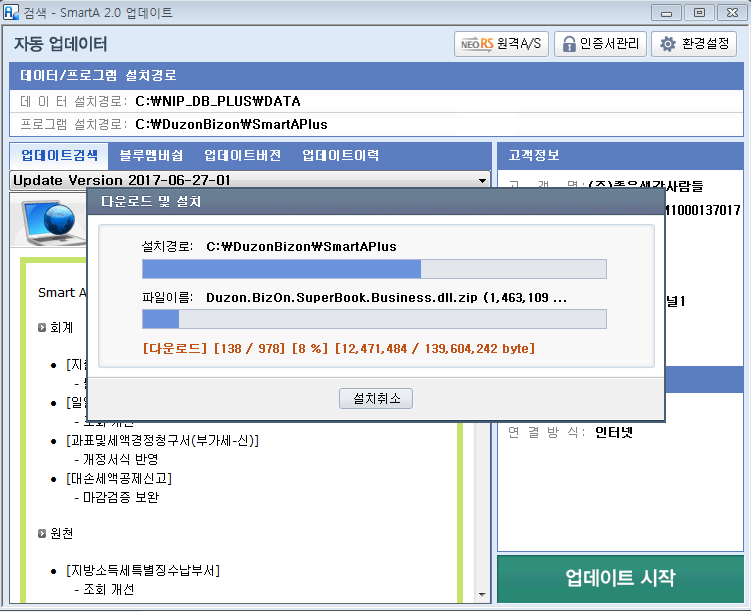 검색 - SmartA 2.0 업데이트
자동 업데이터
NEORS 원격A/S
인증서관리
환경설정
데이터/프로그램 설치경로
데 이 터 설치경로: C:₩NIP_DB_PLUS₩DATA
프로그램 설치경로: C:₩DuzonBizon₩SmartAPlus
업데이트검색
블루멤버쉽
업데이트버전
업데이트이력
고객정보
Update Version 2017-06-27-01
고 객 명: (주)좋은생각사람들
11000137017
다운로드 및 설치
설치경로: C:₩DuzonBizon₩SmartAPlus
파일이름: Duzon.BizOn.SuperBook.Business.dll.zip (1,463,109 ...
[다운로드] [138 / 978] [8 %] [12,471,484 / 139,604,242 byte]
설치취소
Smart A
널1
회계
[지출
[일일
- 조회 개선
[과표및세액경정청구서(부가세-신)]
- 개정서식 반영
[대손세액공제신고]
- 마감검증 보완
원천
[지방소득세특별징수납부서]
- 조회 개선
연 결 방 식: 인터넷
업데이트 시작